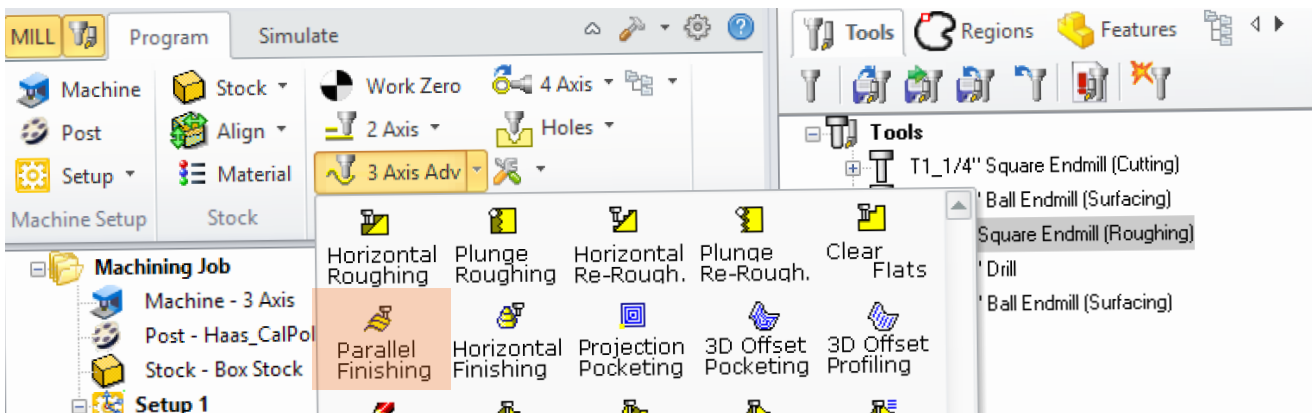 MILL Program Simulate
Tools Regions Features
Machine Stock Work Zero 4 Axis
Post Align 2 Axis Holes
Setup Material 3 Axis Adv
Machine Setup Stock
Tools
T1_1/4" Square Endmill (Cutting)
' Ball Endmill (Surfacing)
Square Endmill (Roughing)
' Drill
' Ball Endmill (Surfacing)
Horizontal Roughing
Plunge Roughing
Horizontal Re-Rough.
Plunge Re-Rough.
Clear Flats
Parallel Finishing
Horizontal Finishing
Projection Pocketing
3D Offset Pocketing
3D Offset Profiling
Machining Job
Machine - 3 Axis
Post - Haas_CalPol
Stock - Box Stock
Setup 1